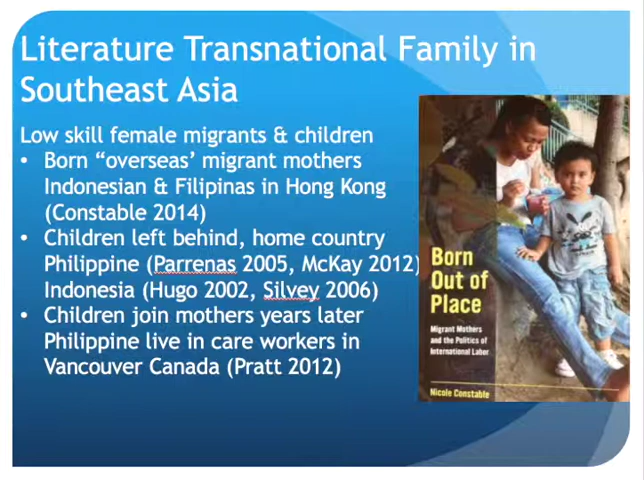 Literature Transnational Family in
Southeast Asia
Low skill female migrants & children
• Born “overseas’ migrant mothers
Indonesian & Filipinas in Hong Kong
(Constable 2014)
• Children left behind, home country
Philippine (Parrenas 2005, McKay 2012)
Indonesia (Hugo 2002, Silvey 2006)
• Children join mothers years later
Philippine live in care workers in
Vancouver Canada (Pratt 2012)
Born
Out of
Place
Migrant Mothers
and the Politics of
International Labor
Nicole Constable